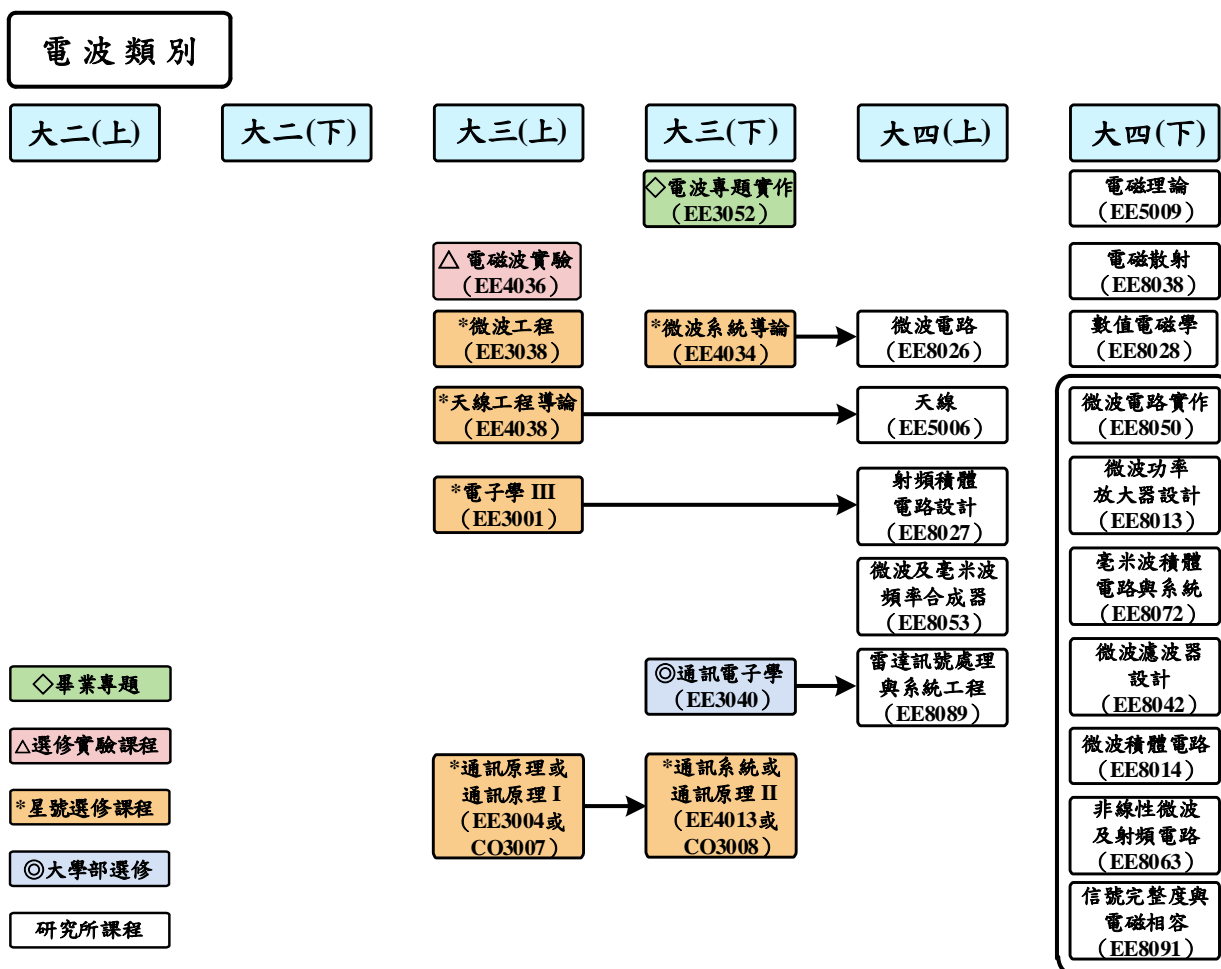 電波類別
大二(上)
大二(下)
大三(上)
大三(下)
大四(上)
大四(下)
◇電波專題實作
（EE3052）
電磁理論
（EE5009）
△ 電磁波實驗
（EE4036）
電磁散射
（EE8038）
*微波工程
（EE3038）
*微波系統導論
（EE4034）
微波電路
（EE8026）
數值電磁學
（EE8028）
*天線工程導論
（EE4038）
天線
（EE5006）
微波電路實作
（EE8050）
*電子學 III
（EE3001）
射頻積體
電路設計
（EE8027）
微波功率
放大器設計
（EE8013）
微波及毫米波
頻率合成器
（EE8053）
毫米波積體
電路與系統
（EE8072）
◎通訊電子學
（EE3040）
雷達訊號處理
與系統工程
（EE8089）
微波濾波器
設計
（EE8042）
*通訊原理或
通訊原理 I
（EE3004或
CO3007）
*通訊系統或
通訊原理 II
（EE4013或
CO3008）
微波積體電路
（EE8014）
非線性微波
及射頻電路
（EE8063）
信號完整度與
電磁相容
（EE8091）
◇畢業專題
△選修實驗課程
*星號選修課程
◎大學部選修
研究所課程